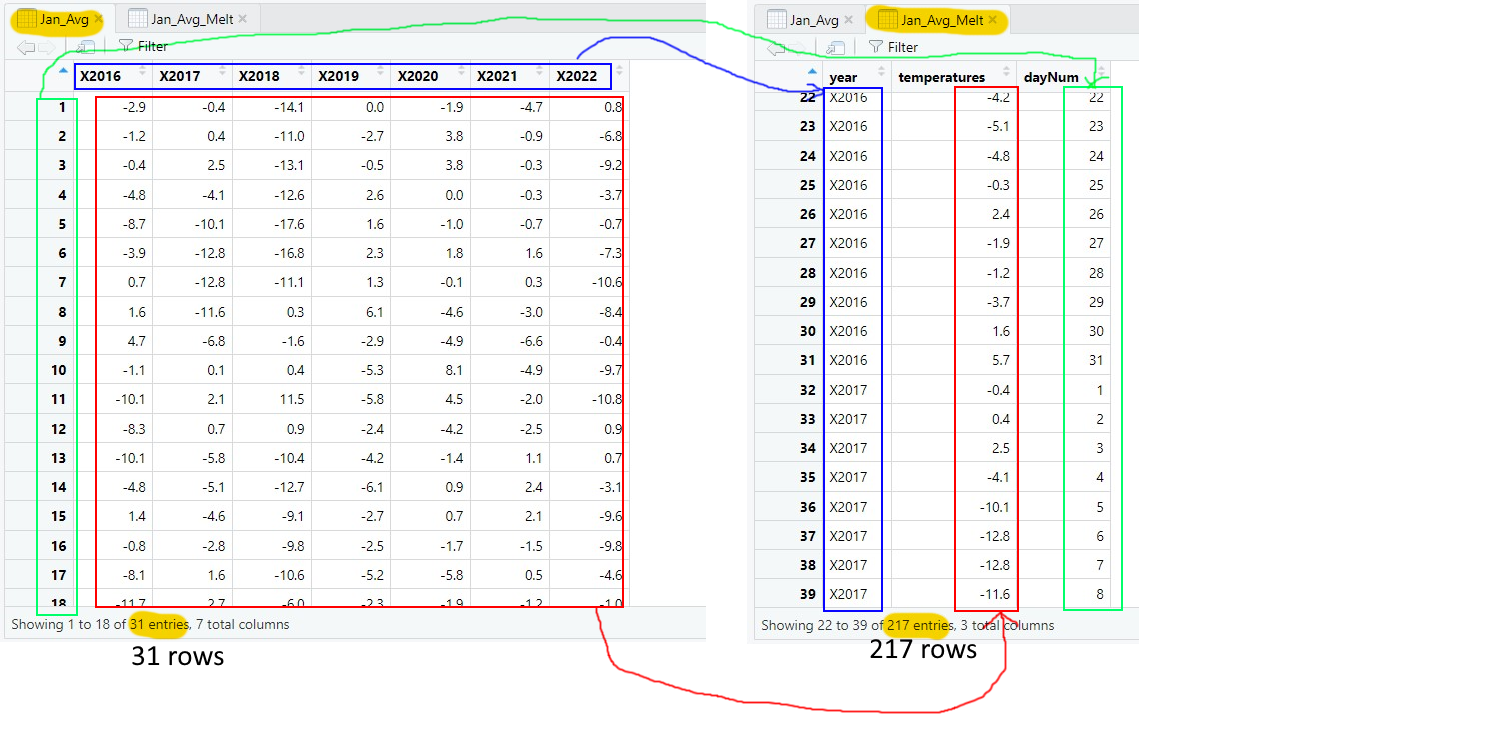 Jan_Avg Jan_Avg_Melt
Filter
X2016 X2017 X2018 X2019 X2020 X2021 X2022
1 -2.9 -0.4 -14.1 0.0 -1.9 -4.7 0.8
2 -1.2 0.4 -11.0 -2.7 3.8 -0.9 -6.8
3 -0.4 2.5 -13.1 -0.5 3.8 -0.3 -9.2
4 -4.8 -4.1 -12.6 2.6 0.0 -0.3 -3.7
5 -8.7 -10.1 -17.6 1.6 -1.0 -0.7 -0.7
6 -3.9 -12.8 -16.8 2.3 1.8 1.6 -7.3
7 0.7 -12.8 -11.1 1.3 -0.1 0.3 -10.6
8 1.6 -11.6 0.3 6.1 -4.6 -3.0 -8.4
9 4.7 -6.8 -1.6 -2.9 -4.9 -6.6 -0.4
10 -1.1 0.1 0.4 -5.3 8.1 -4.9 -9.7
11 -10.1 2.1 11.5 -5.8 4.5 -2.0 -10.8
12 -8.3 0.7 0.9 -2.4 -4.2 -2.5 0.9
13 -10.1 -5.8 -10.4 -4.2 -1.4 1.1 0.7
14 -4.8 -5.1 -12.7 -6.1 0.9 2.4 -3.1
15 1.4 -4.6 -9.1 -2.7 0.7 2.1 -9.6
16 -0.8 -2.8 -9.8 -2.5 -1.7 -1.5 -9.8
17 -8.1 1.6 -10.6 -5.2 -5.8 0.5 -4.6
18 -11.7 2.7 -6.0 -2.3 -1.9 -1.2 -1.0
Showing 1 to 18 of 31 entries, 7 total columns
31 rows
Jan_Avg Jan_Avg_Melt
Filter
year temperatures dayNum
22 X2016 -4.2 22
23 X2016 -5.1 23
24 X2016 -4.8 24
25 X2016 -0.3 25
26 X2016 2.4 26
27 X2016 -1.9 27
28 X2016 -1.2 28
29 X2016 -3.7 29
30 X2016 1.6 30
31 X2016 5.7 31
32 X2017 -0.4 1
33 X2017 0.4 2
34 X2017 2.5 3
35 X2017 -4.1 4
36 X2017 -10.1 5
37 X2017 -12.8 6
38 X2017 -12.8 7
39 X2017 -11.6 8
Showing 22 to 39 of 217 entries, 3 total columns
217 rows